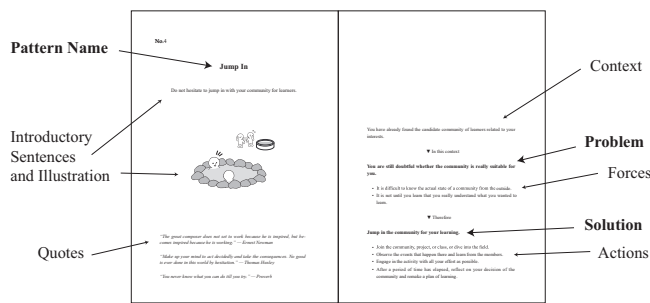 Pattern Name
Introductory
Sentences
and Illustration
Quotes
No.4
Jump In
Do not hesitate to jump in with your community for learners.
"The great composer does not set to work because he is inspired, but be-
comes inspired because he is working." — Ernest Newman
"Make up your mind to act decidedly and take the consequences. No good
is ever done in this world by hesitation." — Thomas Huxley
"You never know what you can do till you try." — Proverb
You have already found the candidate community of learners related to your
interests.
▼ In this context
You are still doubtful whether the community is really suitable for
you.
• It is difficult to know the actual state of a community from the outside.
• It is not until you learn that you really understand what you wanted to
learn.
▼ Therefore
Jump in the community for your learning.
• Join the community, project, or class, or dive into the field.
• Observe the events that happen there and learn from the members.
• Engage in the activity with all your effort as possible.
• After a period of time has elapsed, reflect on your decision of the
community and remake a plan of learning.
Context
Problem
Forces
Solution
Actions